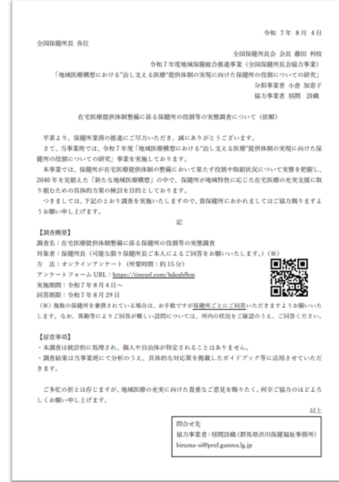 令和 7年 8月 4日
全国保健所長 各位
全国保健所長会 会長 藤田 利枝
令和7年度地域保健総合推進事業(全国保健所長会協力事業)
「地域医療構想における"治し支える医療"提供体制の実現に向けた保健所の役割についての研究」
分担事業者 小倉 加恵子
協力事業者 昼間 詩織
在宅医療提供体制整備に係る保健所の役割等の実態調査について(依頼)
平素より、保健所業務の推進にご尽力いただき、誠にありがとうございます。
さて、当事業班では、令和7年度「地域医療構想における"治し支える医療"提供体制の実現に向けた保
健所の役割についての研究」事業を実施しております。
本事業では、保健所が在宅医療提供体制の整備において果たす役割や取組状況について実態を把握し、
2040年を見据えた「新たな地域医療構想」の中で、保健所が地域特性に応じた在宅医療の充実支援に取
り組むための具体的方策の検討を目的としております。
つきましては、下記のとおり調査を実施いたしますので、貴保健所におかれましてはご協力賜りますよ
うお願い申し上げます。
記
【調査概要】
調査名:在宅医療提供体制整備に係る保健所の役割等の実態調査
対象者:保健所長(可能な限り保健所長ご本人によるご回答をお願いいたします。)(※)
方 法:オンラインアンケート(所要時間:約15分)
アンケートフォームURL:
実施期間:令和7年8月4日~
回答期限:令和7年8月29日
(※)複数の保健所を兼務されている場合は、お手数ですが保健所ごとにご回答いただきますようお願いいた
します。なお、異動等によりご回答が難しい設問については、所内の状況をご確認のうえ、ご回答ください。
【留意事項】
・本調査は統計的に処理され、個人や自治体が特定されることはありません。
・調査結果は当事業班にて分析のうえ、具体的な対応策を掲載したガイドブック等に活用させていただ
きます。
ご多忙の折とは存じますが、地域医療の充実に向けた貴重なご意見を賜りたく、何卒ご協力のほどよろ
しくお願い申し上げます。
以上
問合せ先
協力事業者:昼間詩織(群馬県渋川保健福祉事務所)
hiruma-si@pref.gunma.lg.jp